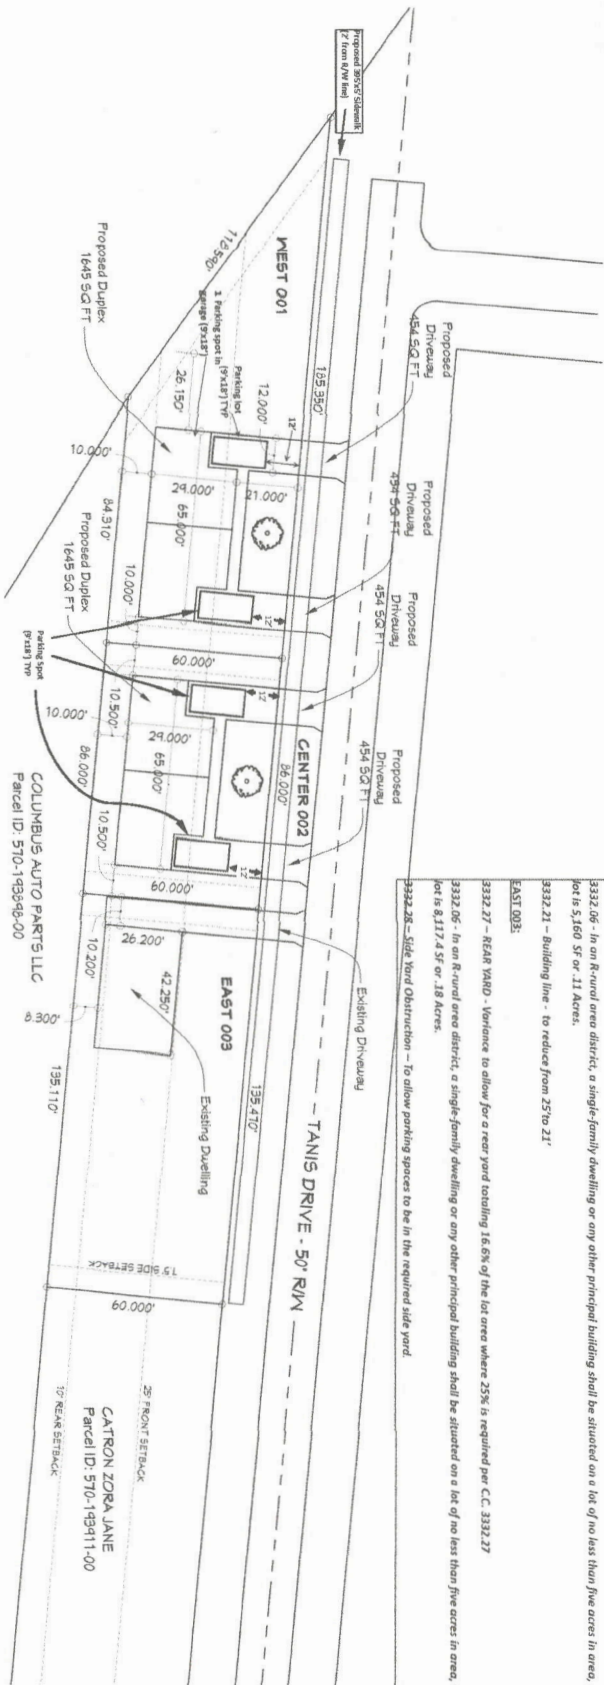 3332.06 - In an R-rural area district, a single-family dwelling or any other principal building shall be situated on a lot of no less than five acres in area,
lot is 5,160 SF or .11 Acres.
3332.21 – Building line - to reduce from 25'to 21'
EAST 003:
3332.27 – REAR YARD - Variance to allow for a rear yard totaling 16.6% of the lot area where 25% is required per C.C. 3332.27
3332.06 - In an R-rural area district, a single-family dwelling or any other principal building shall be situated on a lot of no less than five acres in area,
lot is 8,117.4 SF or .18 Acres.
3332.28 – Side Yard Obstruction – To allow parking spaces to be in the required side yard.
Proposed 395'x5' Sidewalk
(2' from R/W line)
Proposed
Driveway
454 SQ FT
Proposed
Driveway
454 SQ FT
Proposed
Driveway
454 SQ FT
Proposed
Driveway
454 SQ FT
TANIS DRIVE - 50' R/W
Existing Driveway
WEST 001
185.350'
12'
12.000'
Parking lot
(9'x18') TYP
1 Parking spot in
garage (9'x18')
26.150'
21.000'
29.000'
65.000'
10.000'
Proposed Duplex
1645 SQ FT
84.310'
10.000'
12'
60.000'
CENTER 002
86.000'
12'
12'
29.000'
65.000'
Proposed Duplex
1645 SQ FT
Parking Spot
(9'x18') TYP
10.500'
10.000'
86.000'
10.500'
60.000'
COLUMBUS AUTO PARTS LLC
EAST 003
135.470'
26.200'
42.250'
10.200'
8.300'
Existing Dwelling
135.110'
7.5' SIDE SETBACK
60.000'
25' FRONT SETBACK
10' REAR SETBACK
CATRON ZORA JANE
Parcel ID: 570-193911-00